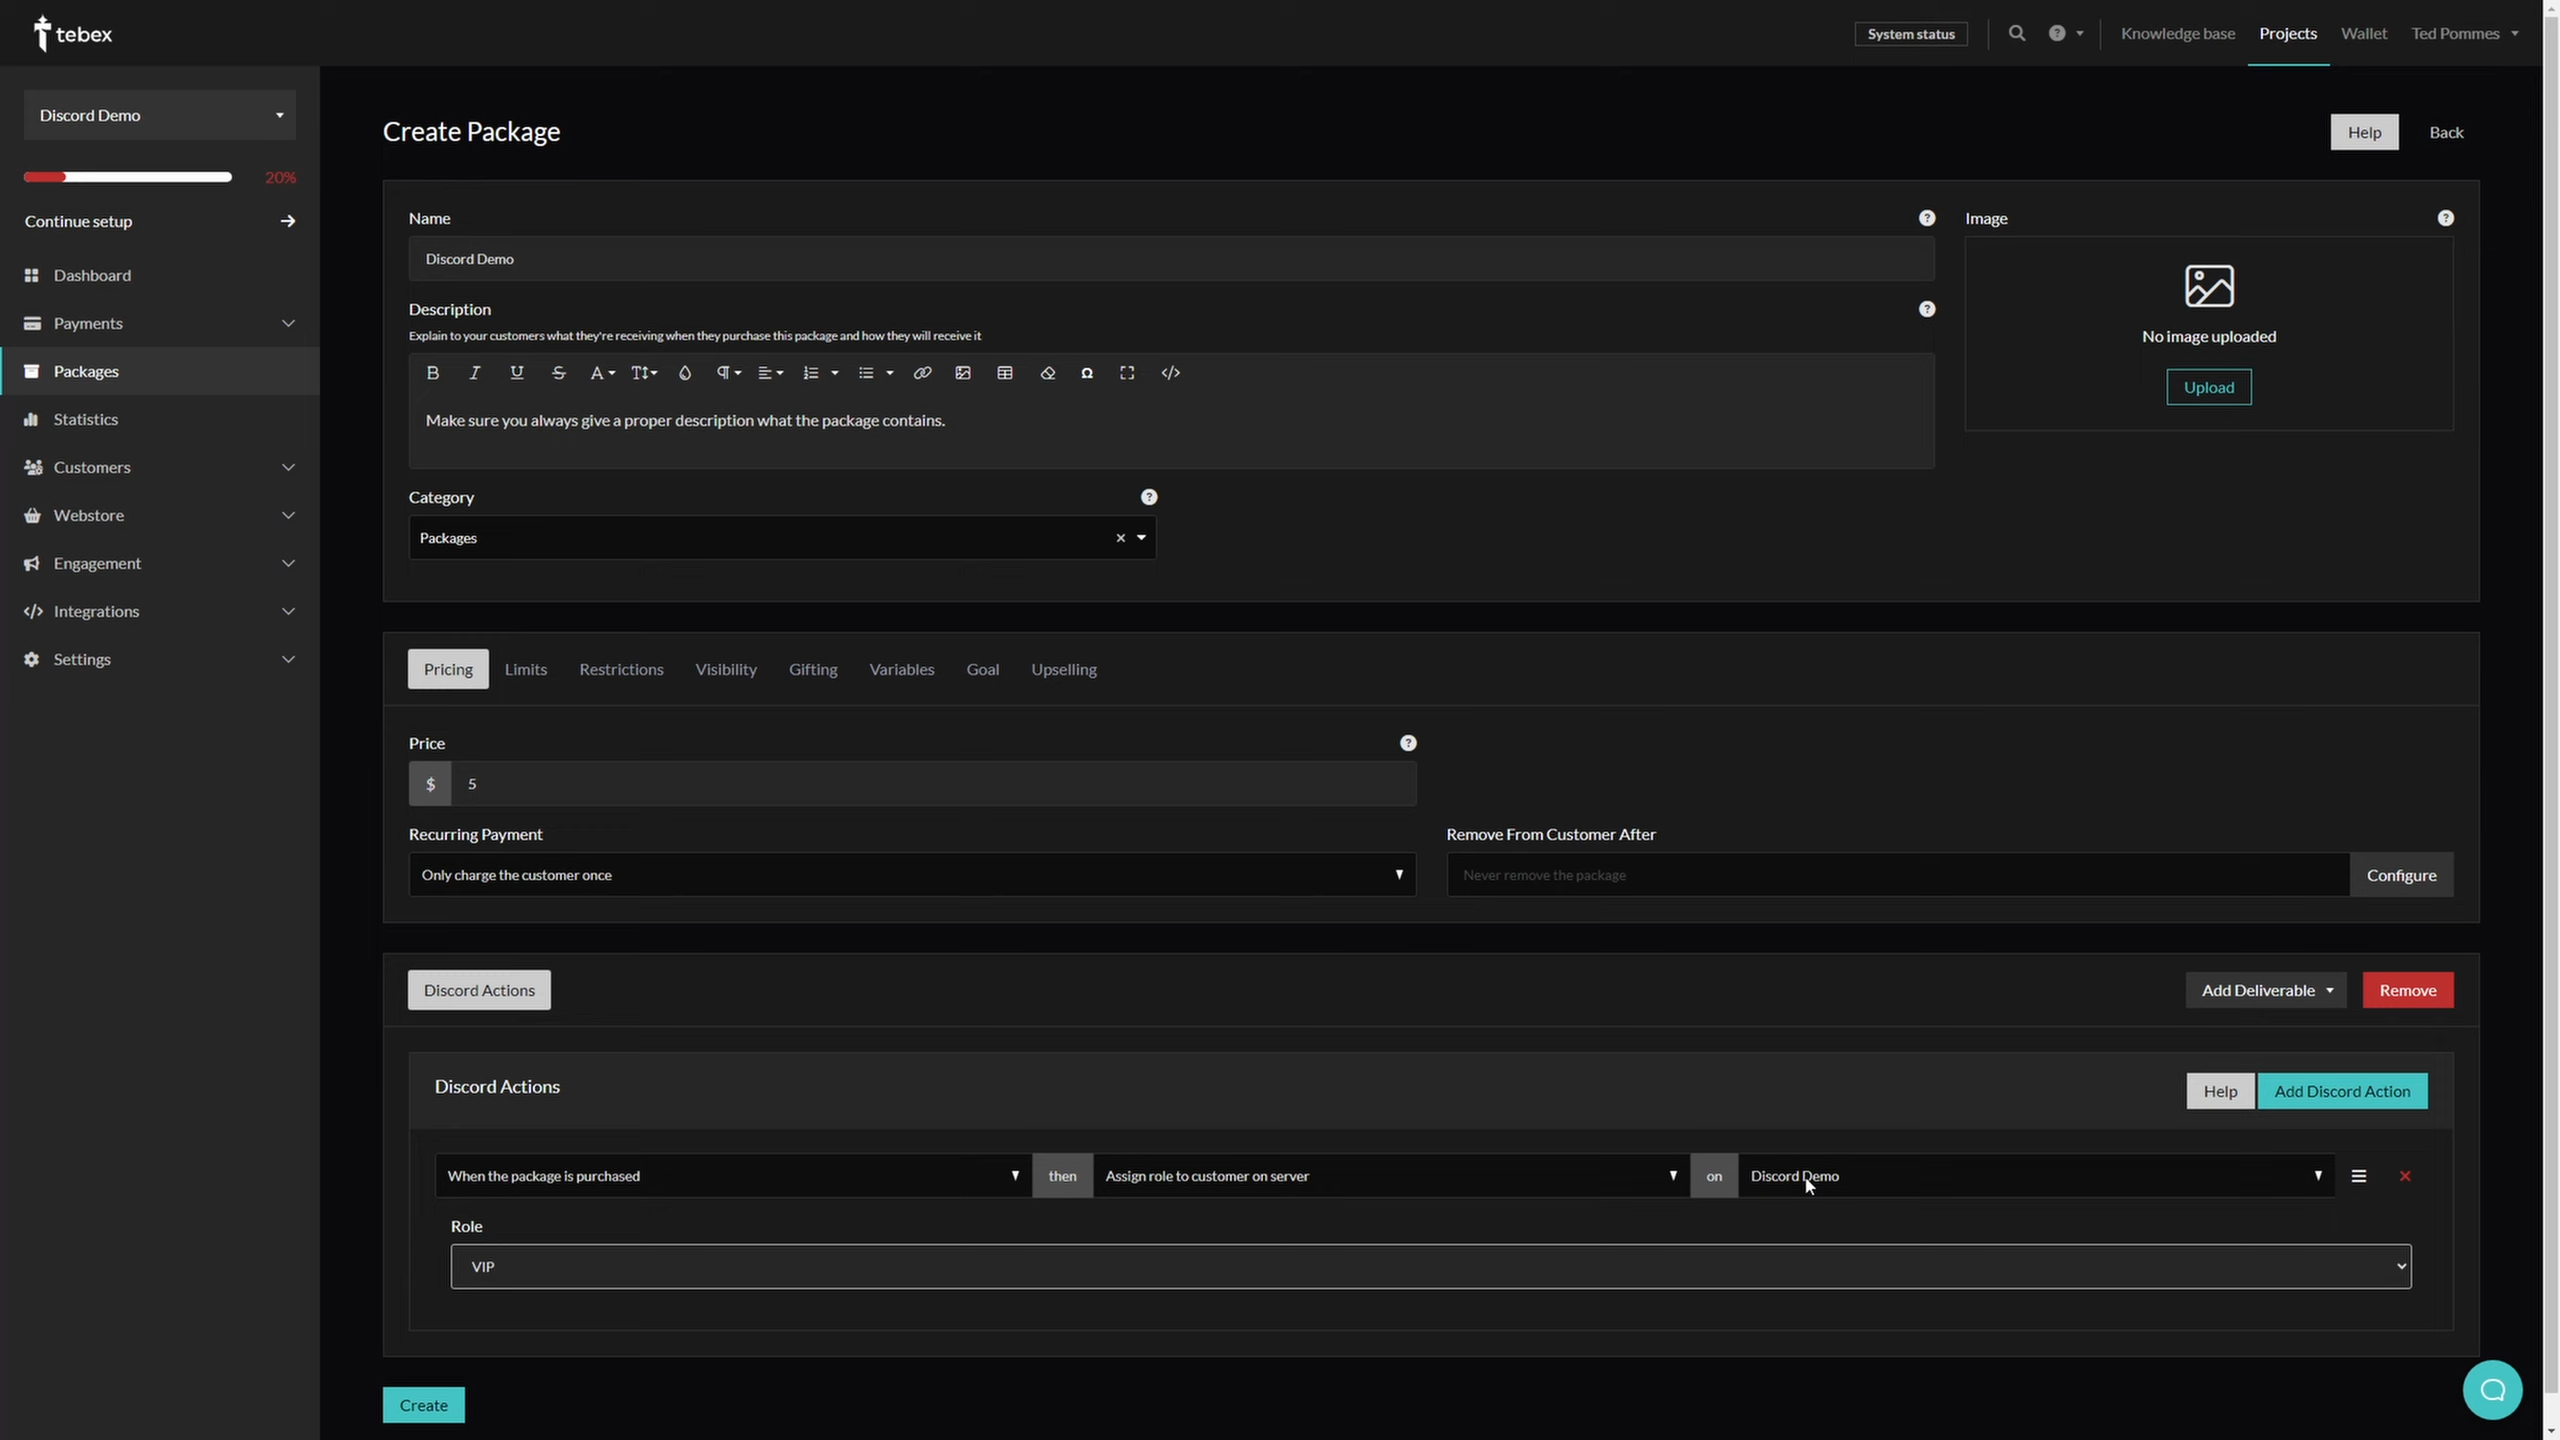 tebex
System status
Knowledge base
Projects
Wallet
Ted Pommes
Discord Demo
20%
Continue setup
Dashboard
Payments
Packages
Statistics
Customers
Webstore
Engagement
Integrations
Settings
Create Package
Help
Back
Name
Discord Demo
Description
Explain to your customers what they're receiving when they purchase this package and how they will receive it
Make sure you always give a proper description what the package contains.
Category
Packages
Image
No image uploaded
Upload
Pricing
Limits
Restrictions
Visibility
Gifting
Variables
Goal
Upselling
Price
$ 5
Recurring Payment
Only charge the customer once
Remove From Customer After
Never remove the package
Configure
Discord Actions
Add Deliverable
Remove
Discord Actions
Help
Add Discord Action
When the package is purchased then Assign role to customer on server on Discord Demo
Role
VIP
Create